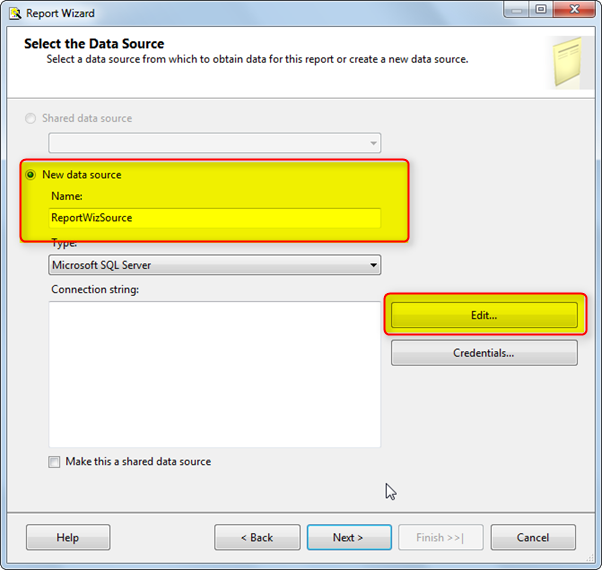 Report Wizard
Select the Data Source
Select a data source from which to obtain data for this report or create a new data source.
Shared data source
New data source
Name:
ReportWizSource
Type:
Microsoft SQL Server
Connection string:
Edit...
Credentials...
Make this a shared data source
Help
< Back
Next >
Finish >>|
Cancel